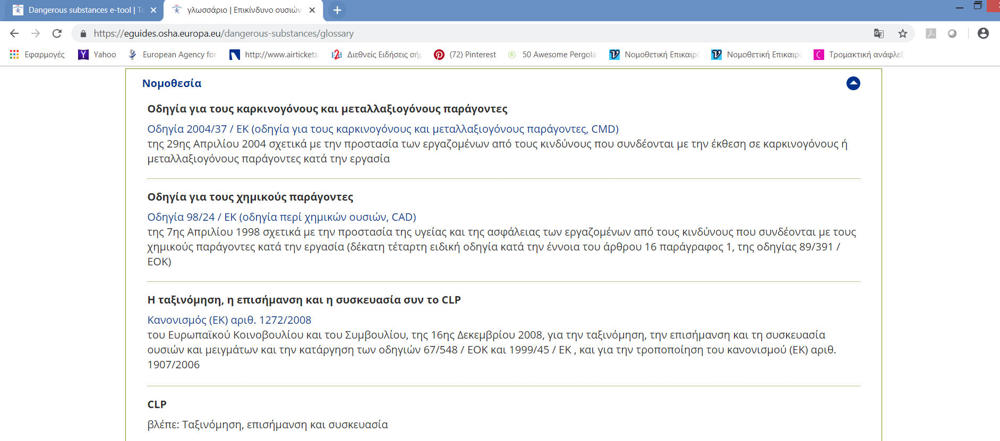 Dangerous substances e-tool | To
γλωσσάριο | Επικίνδυνο ουσιών
https://eguides.osha.europa.eu/dangerous-substances/glossary
Εφαρμογές
Yahoo
European Agency for
http://www.airtickets.
Διεθνείς Ειδήσεις σήμ
(72) Pinterest
50 Awesome Pergola
Νομοθετική Επικαιρό
Νομοθετική Επικαιρό
Τρομακτική ανάφλεξ
Νομοθεσία
Οδηγία για τους καρκινογόνους και μεταλλαξιογόνους παράγοντες
Οδηγία 2004/37 / ΕΚ (οδηγία για τους καρκινογόνους και μεταλλαξιογόνους παράγοντες, CMD)
της 29ης Απριλίου 2004 σχετικά με την προστασία των εργαζομένων από τους κινδύνους που συνδέονται με την έκθεση σε καρκινογόνους ή
μεταλλαξιογόνους παράγοντες κατά την εργασία
Οδηγία για τους χημικούς παράγοντες
Οδηγία 98/24 / ΕΚ (οδηγία περί χημικών ουσιών, CAD)
της 7ης Απριλίου 1998 σχετικά με την προστασία της υγείας και της ασφάλειας των εργαζομένων από τους κινδύνους που συνδέονται με τους
χημικούς παράγοντες κατά την εργασία (δέκατη τέταρτη ειδική οδηγία κατά την έννοια του άρθρου 16 παράγραφος 1, της οδηγίας 89/391 /
ΕΟΚ)
Η ταξινόμηση, η επισήμανση και η συσκευασία συν το CLP
Κανονισμός (ΕΚ) αριθ. 1272/2008
του Ευρωπαϊκού Κοινοβουλίου και του Συμβουλίου, της 16ης Δεκεμβρίου 2008, για την ταξινόμηση, την επισήμανση και τη συσκευασία
ουσιών και μειγμάτων και την κατάργηση των οδηγιών 67/548 / ΕΟΚ και 1999/45 / ΕΚ , και για την τροποποίηση του κανονισμού (ΕΚ) αριθ.
1907/2006
CLP
βλέπε: Ταξινόμηση, επισήμανση και συσκευασία